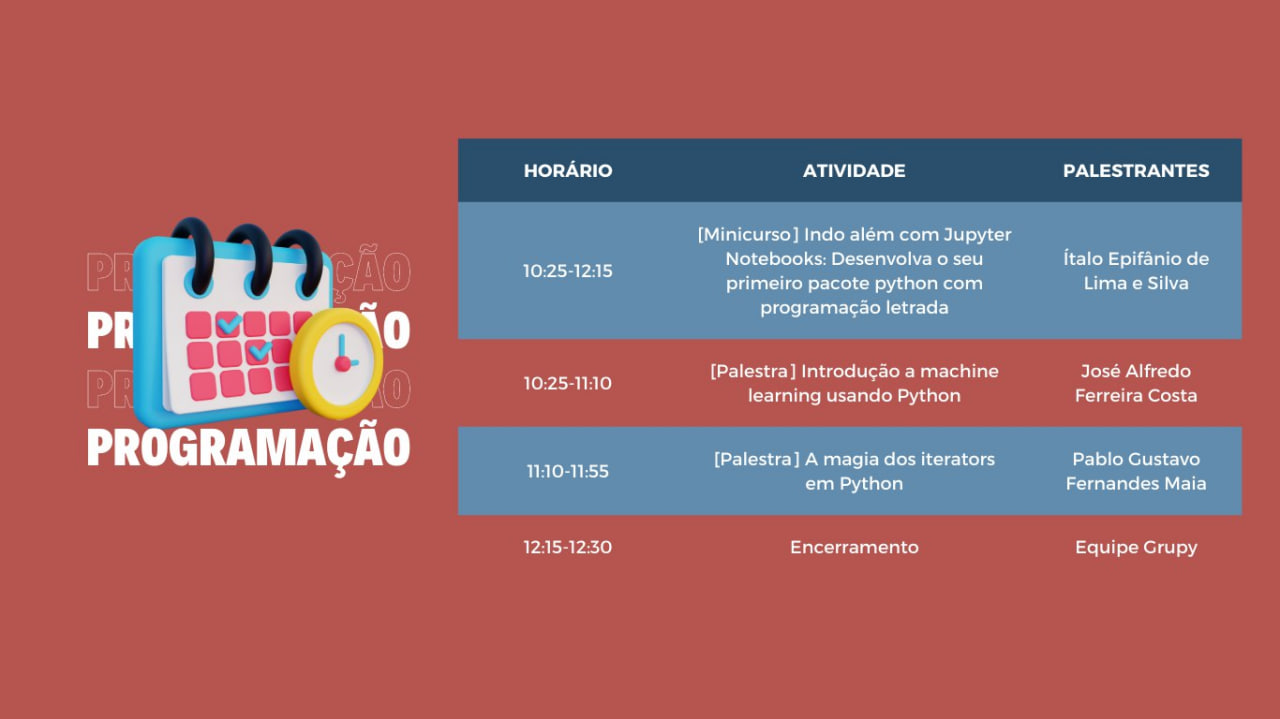 PROGRAMAÇÃO
HORÁRIO ATIVIDADE PALESTRANTES
10:25-12:15
[Minicurso] Indo além com Jupyter
Notebooks: Desenvolva o seu
primeiro pacote python com
programação letrada
Ítalo Epifânio de
Lima e Silva
10:25-11:10
[Palestra] Introdução a machine
learning usando Python
José Alfredo
Ferreira Costa
11:10-11:55
[Palestra] A magia dos iterators
em Python
Pablo Gustavo
Fernandes Maia
12:15-12:30
Encerramento
Equipe Grupy